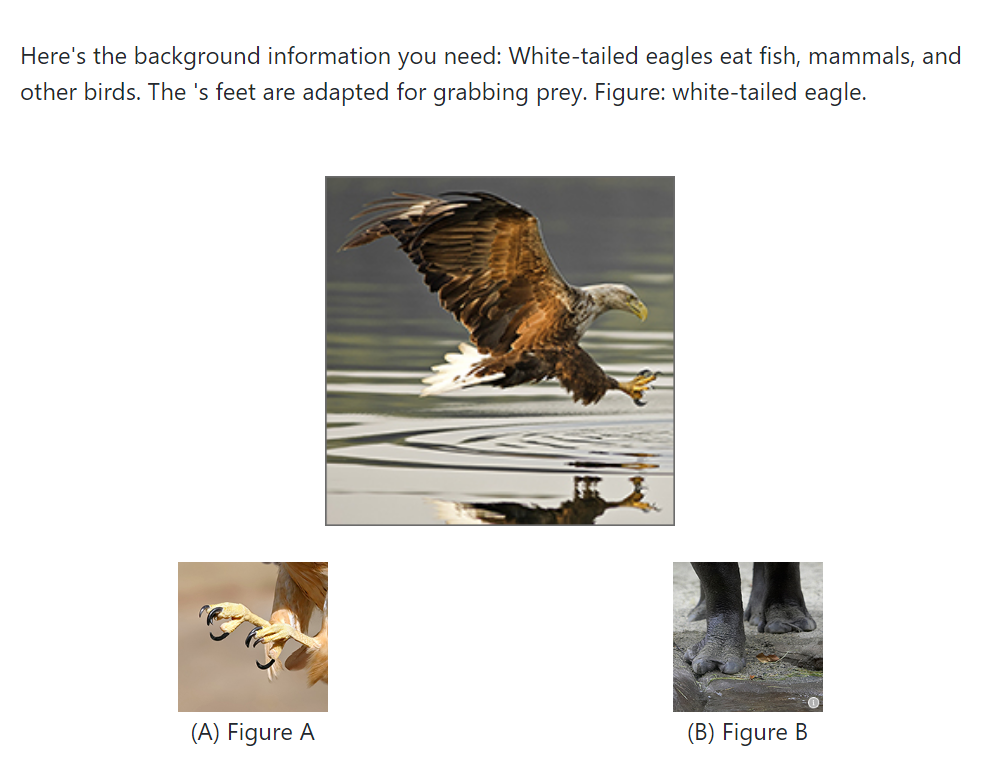 Here's the background information you need: White-tailed eagles eat fish, mammals, and
other birds. The 's feet are adapted for grabbing prey. Figure: white-tailed eagle.
(A) Figure A
(B) Figure B